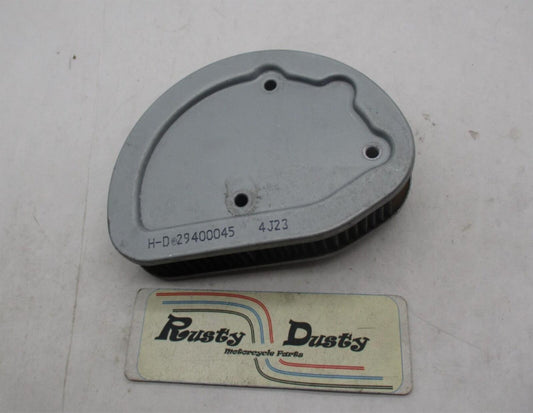 H-D®29400045 4J23
Rusty Dusty
Motorcycle Parts